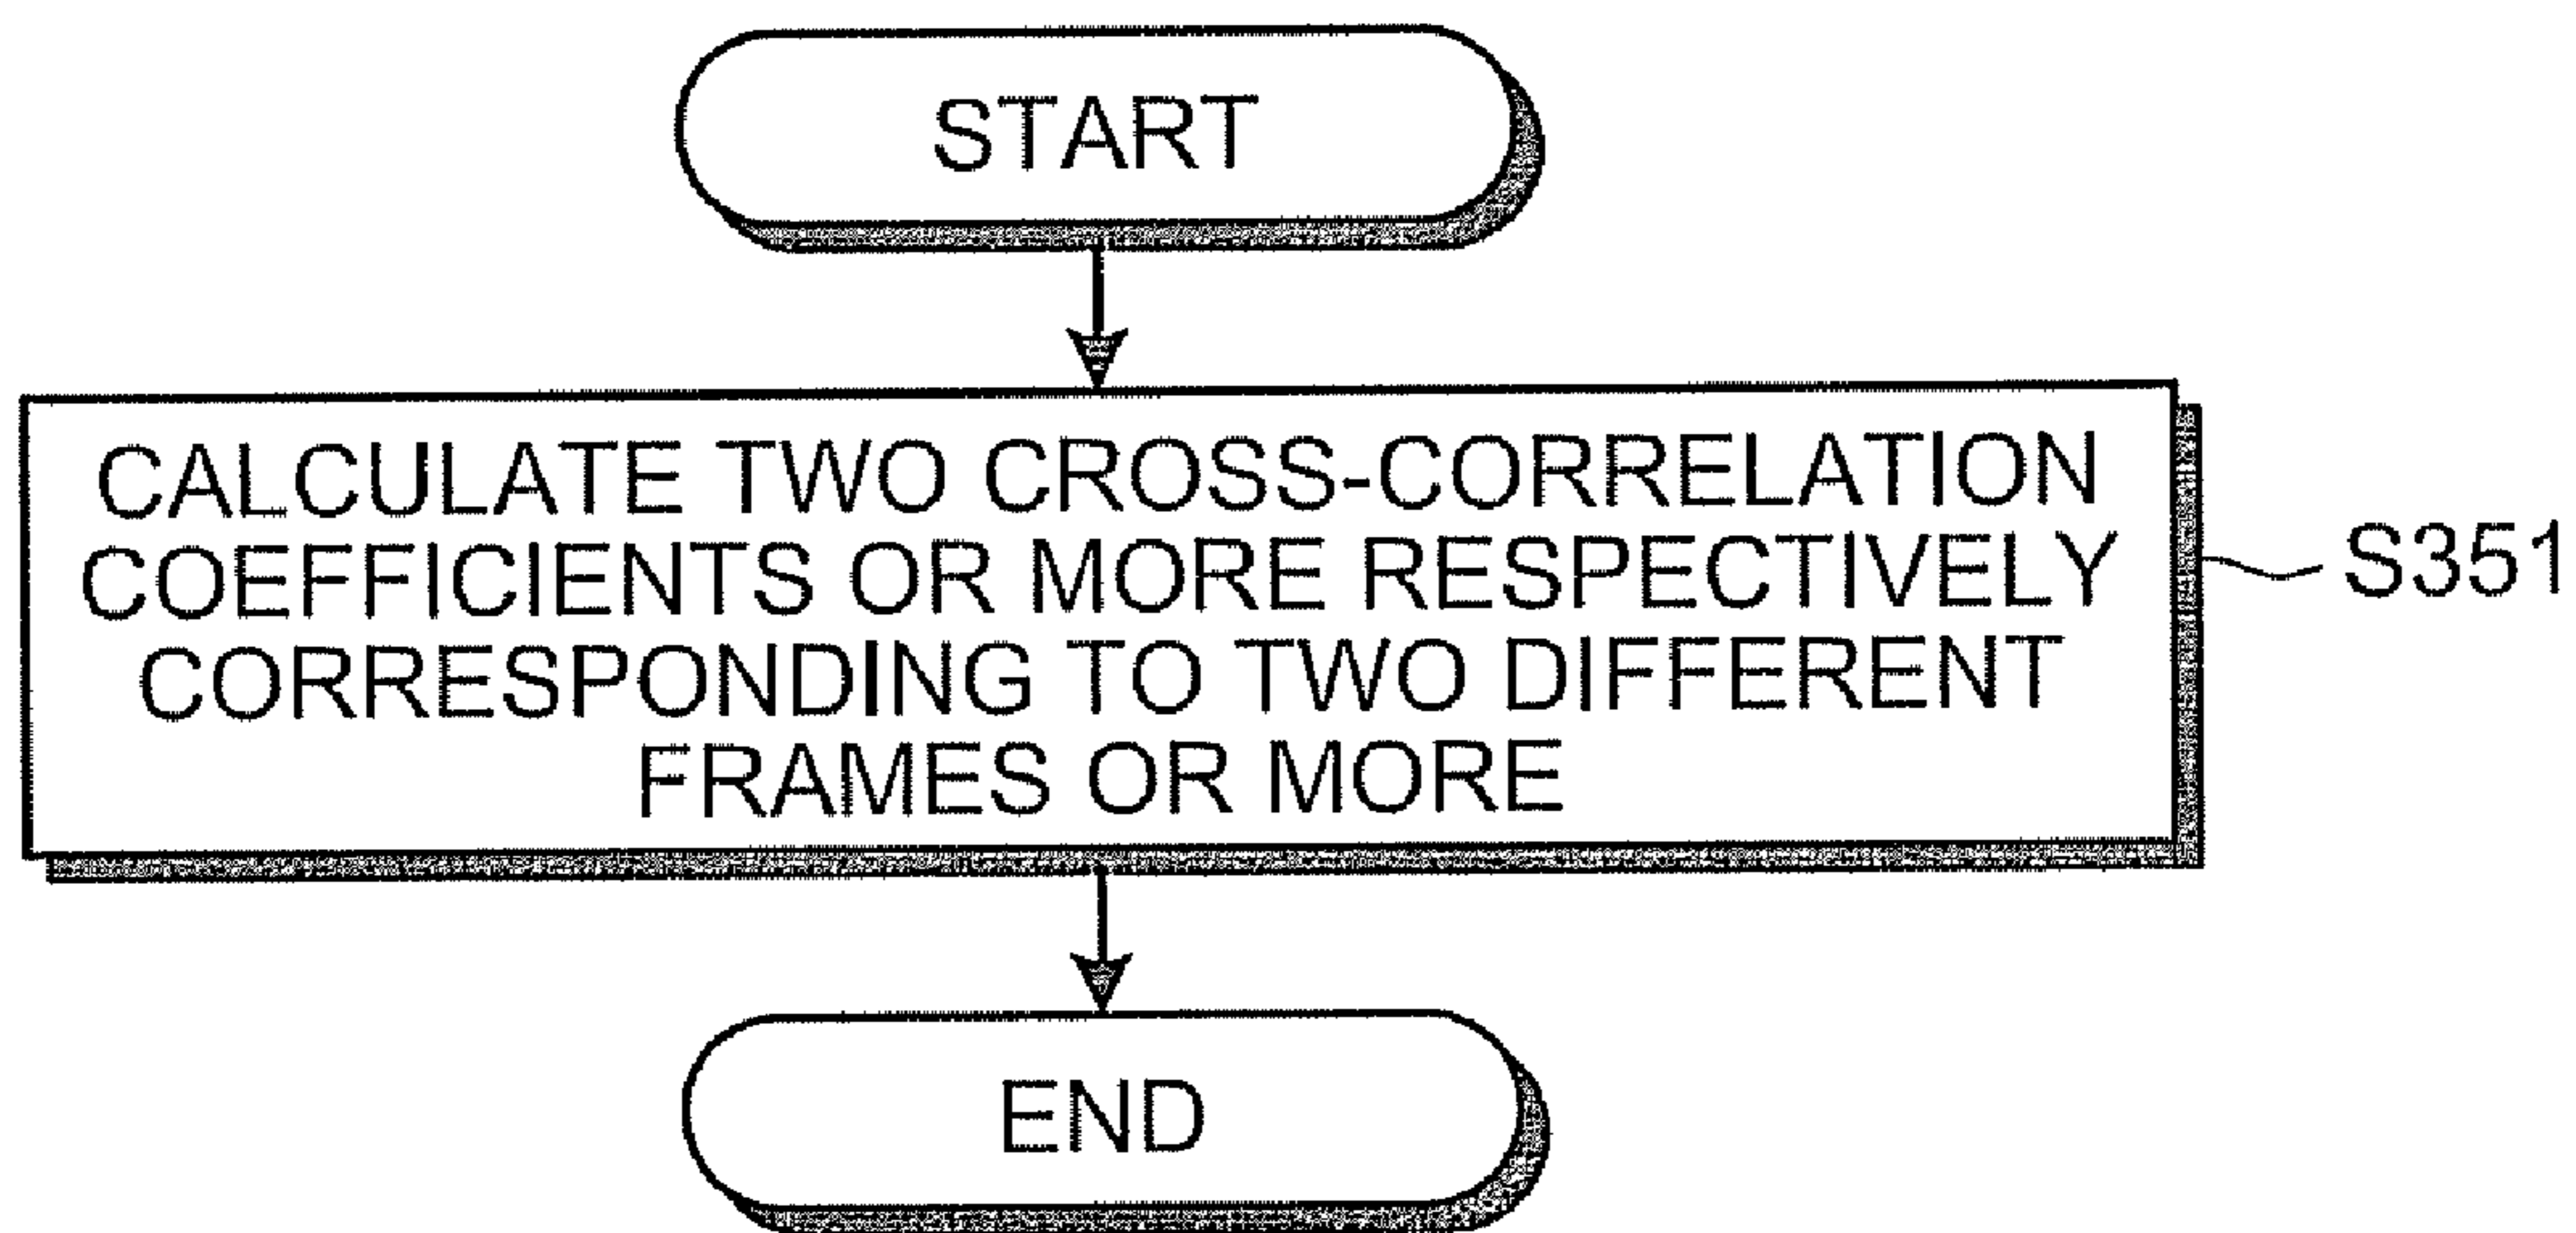 START
CALCULATE TWO CROSS-CORRELATION
COEFFICIENTS OR MORE RESPECTIVELY
CORRESPONDING TO TWO DIFFERENT
FRAMES OR MORE
S351
END